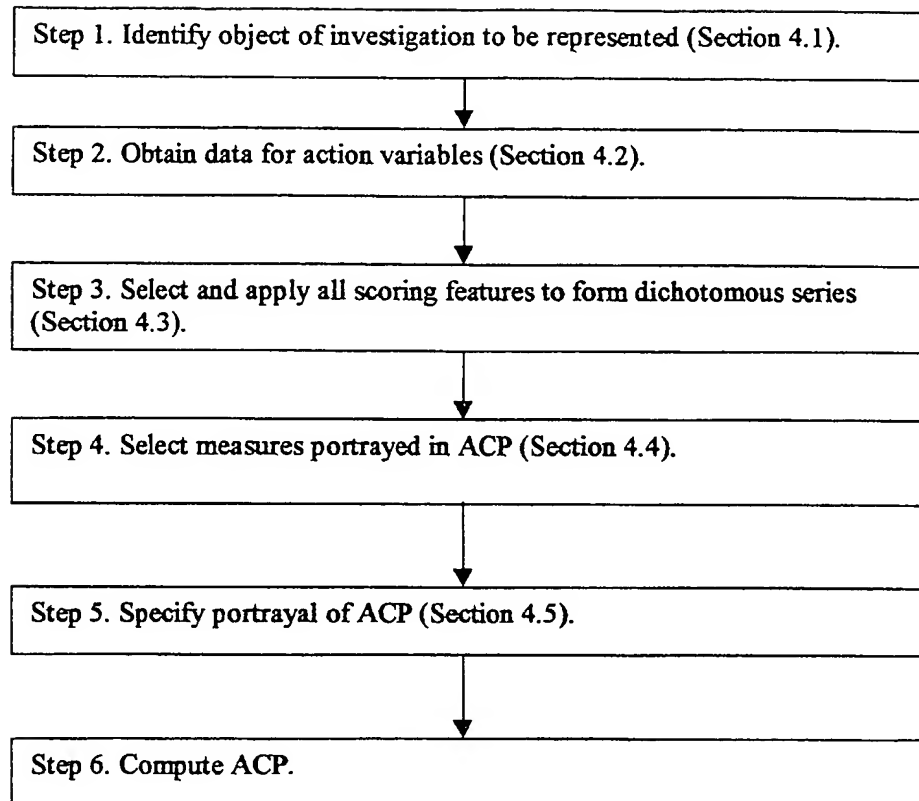 Step 1. Identify object of investigation to be represented (Section 4.1).
Step 2. Obtain data for action variables (Section 4.2).
Step 3. Select and apply all scoring features to form dichotomous series
(Section 4.3).
Step 4. Select measures portrayed in ACP (Section 4.4).
Step 5. Specify portrayal of ACP (Section 4.5).
Step 6. Compute ACP.